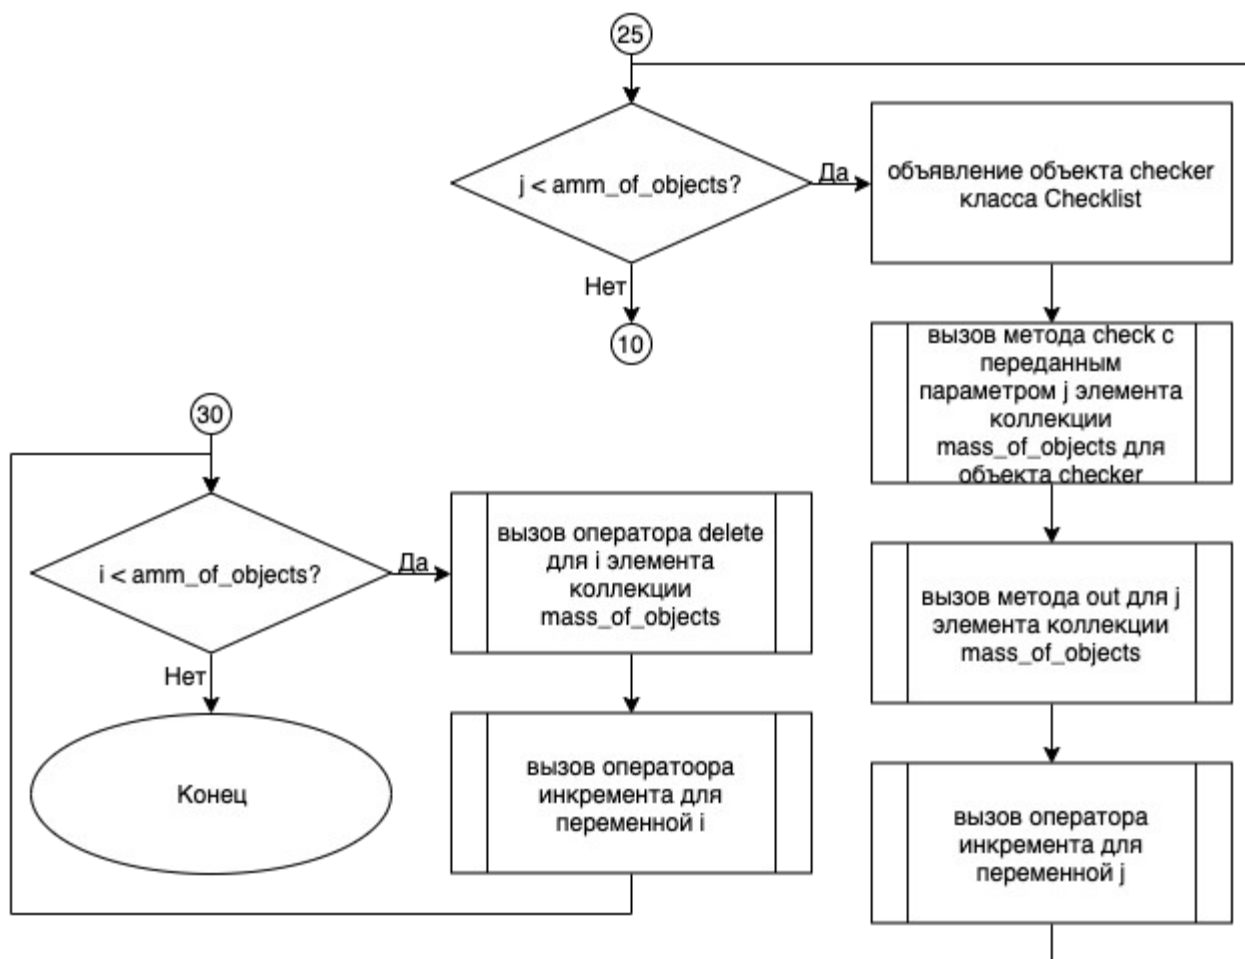 25
j < amm_of_objects?
Да
объявление объекта checker
класса Checklist
Нет
10
вызов метода check с
переданным
параметром j элемента
коллекции
mass_of_objects для
объекта checker
30
i < amm_of_objects?
Да
вызов оператора delete
для i элемента
коллекции
mass_of_objects
вызов метода out для j
элемента коллекции
mass_of_objects
Нет
Конец
вызов оператоора
инкремента для
переменной i
вызов оператора
инкремента для
переменной j